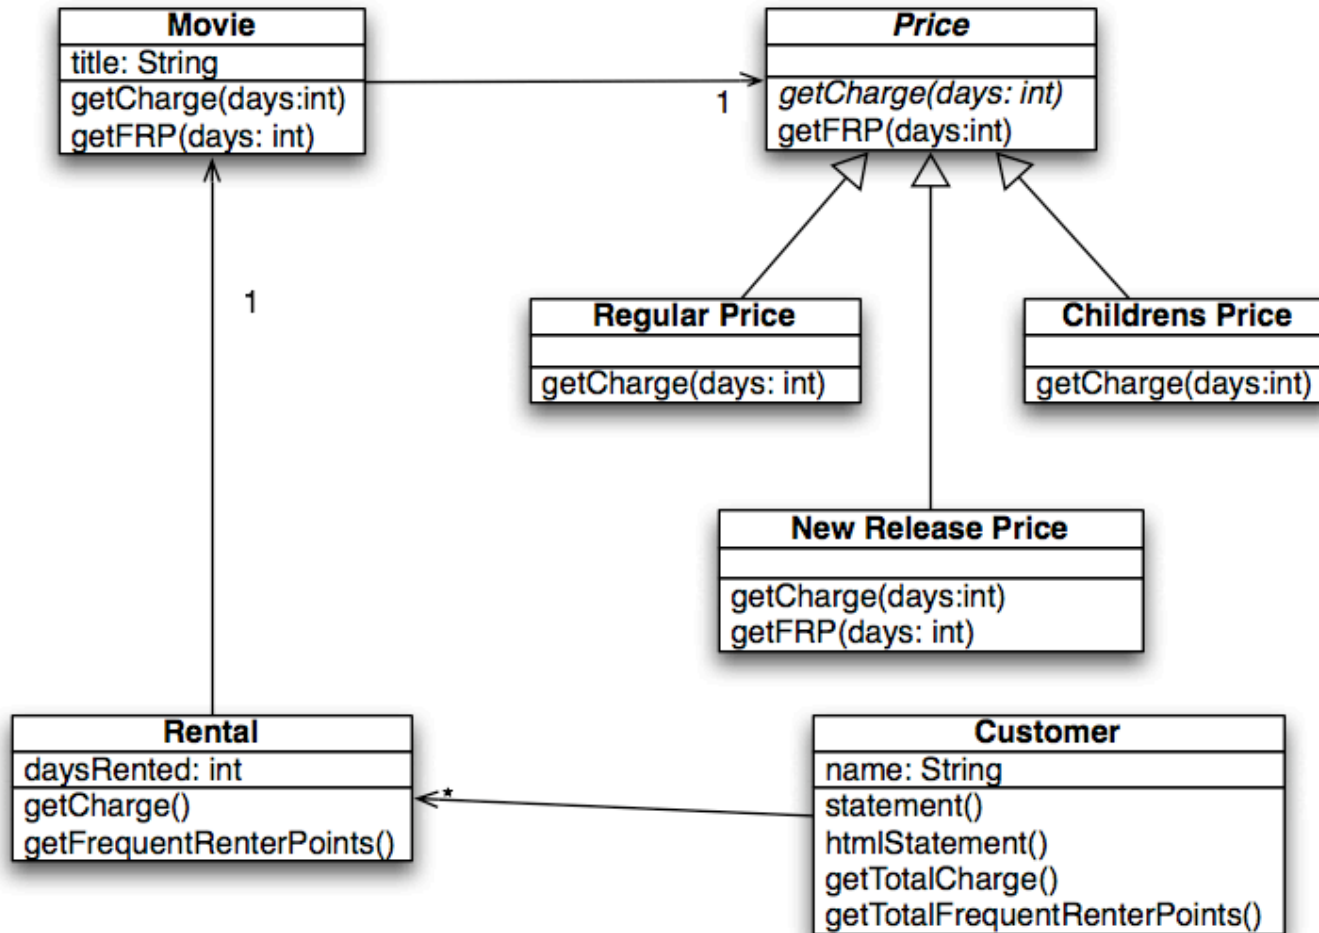 Movie
title: String
getCharge(days:int)
getFRP(days: int)
1
Price
getCharge(days: int)
getFRP(days:int)
1
Regular Price
getCharge(days: int)
Childrens Price
getCharge(days:int)
New Release Price
getCharge(days:int)
getFRP(days: int)
Rental
daysRented: int
getCharge()
getFrequentRenterPoints()
*
Customer
name: String
statement()
htmlStatement()
getTotalCharge()
getTotalFrequentRenterPoints()